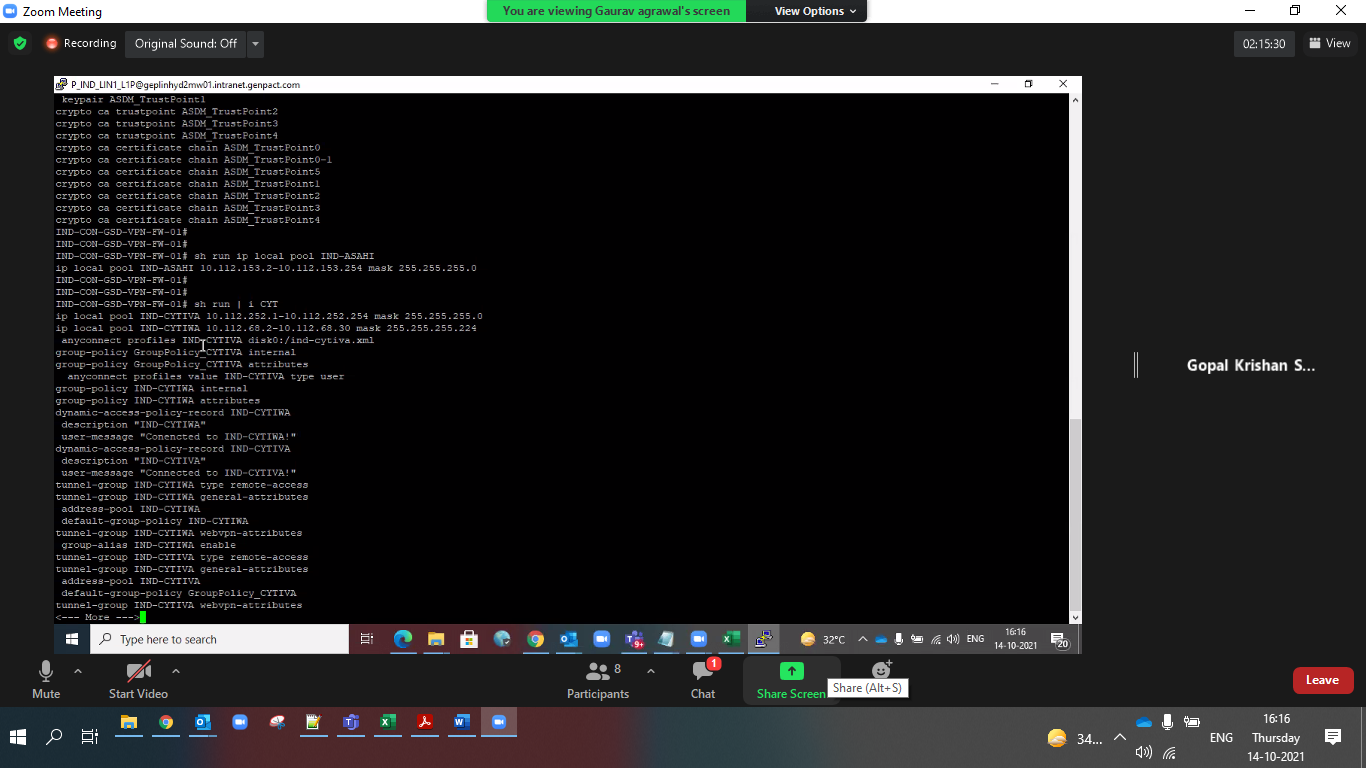 Zoom Meeting
You are viewing Gaurav agrawal's screen
View Options
Recording
Original Sound: Off
02:15:30
View
P_IND_LIN1_L1P@geplinhyd2mw01.intranet.genpact.com
keypair ASDM_TrustPoint1
crypto ca trustpoint ASDM_TrustPoint2
crypto ca trustpoint ASDM_TrustPoint3
crypto ca trustpoint ASDM_TrustPoint4
crypto ca certificate chain ASDM_TrustPoint0
crypto ca certificate chain ASDM_TrustPoint0-1
crypto ca certificate chain ASDM_TrustPoint5
crypto ca certificate chain ASDM_TrustPoint1
crypto ca certificate chain ASDM_TrustPoint2
crypto ca certificate chain ASDM_TrustPoint3
crypto ca certificate chain ASDM_TrustPoint4
IND-CON-GSD-VPN-FW-01#
IND-CON-GSD-VPN-FW-01#
IND-CON-GSD-VPN-FW-01# sh run ip local pool IND-ASAHI
ip local pool IND-ASAHI 10.112.153.2-10.112.153.254 mask 255.255.255.0
IND-CON-GSD-VPN-FW-01#
IND-CON-GSD-VPN-FW-01#
IND-CON-GSD-VPN-FW-01# sh run | i CYT
ip local pool IND-CYTIVA 10.112.252.1-10.112.252.254 mask 255.255.255.0
ip local pool IND-CYTIWA 10.112.68.2-10.112.68.30 mask 255.255.255.224
anyconnect profiles IND-CYTIVA disk0:/ind-cytiva.xml
group-policy GroupPolicy_CYTIVA internal
group-policy GroupPolicy_CYTIVA attributes
anyconnect profiles value IND-CYTIVA type user
group-policy IND-CYTIWA internal
group-policy IND-CYTIWA attributes
dynamic-access-policy-record IND-CYTIWA
description "IND-CYTIWA"
user-message "Conencted to IND-CYTIWA!"
dynamic-access-policy-record IND-CYTIVA
description "IND-CYTIVA"
user-message "Connected to IND-CYTIVA!"
tunnel-group IND-CYTIWA type remote-access
tunnel-group IND-CYTIWA general-attributes
address-pool IND-CYTIWA
default-group-policy IND-CYTIWA
tunnel-group IND-CYTIWA webvpn-attributes
group-alias IND-CYTIWA enable
tunnel-group IND-CYTIVA type remote-access
tunnel-group IND-CYTIVA general-attributes
address-pool IND-CYTIVA
default-group-policy GroupPolicy_CYTIVA
tunnel-group IND-CYTIVA webvpn-attributes
<--- More --->
Gopal Krishan S...
Type here to search
9+
32°C
ENG
16:16
14-10-2021
20
Mute
Start Video
8
Participants
1
Chat
Share Screen
Share (Alt+S)
Leave
34...
ENG
16:16
Thursday
14-10-2021